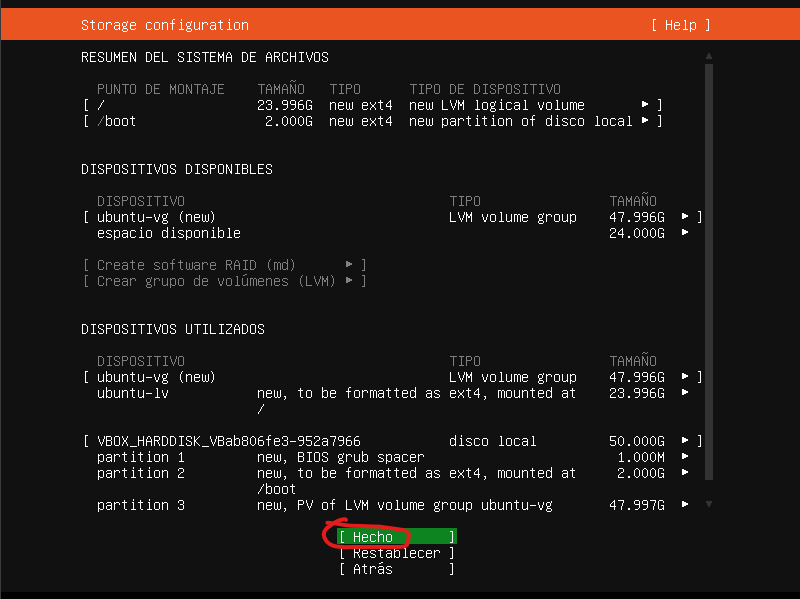 Storage configuration [ Help ]
RESUMEN DEL SISTEMA DE ARCHIVOS
PUNTO DE MONTAJE TAMAÑO TIPO TIPO DE DISPOSITIVO
[ / 23.996G new ext4 new LVM logical volume ▸ ]
[ /boot 2.000G new ext4 new partition of disco local ▸ ]
DISPOSITIVOS DISPONIBLES
DISPOSITIVO TIPO TAMAÑO
[ ubuntu-vg (new) LVM volume group 47.996G ▸ ]
espacio disponible 24.000G ▸
[ Create software RAID (md) ▸ ]
[ Crear grupo de volúmenes (LVM) ▸ ]
DISPOSITIVOS UTILIZADOS
DISPOSITIVO TIPO TAMAÑO
[ ubuntu-vg (new) LVM volume group 47.996G ▸ ]
ubuntu-lv new, to be formatted as ext4, mounted at 23.996G ▸
/
[ VBOX_HARDDISK_VBab806fe3-952a7966 disco local 50.000G ▸ ]
partition 1 new, BIOS grub spacer 1.000M ▸
partition 2 new, to be formatted as ext4, mounted at 2.000G ▸
/boot
partition 3 new, PV of LVM volume group ubuntu-vg 47.997G ▸
[ Hecho ]
[ Restablecer ]
[ Atrás ]